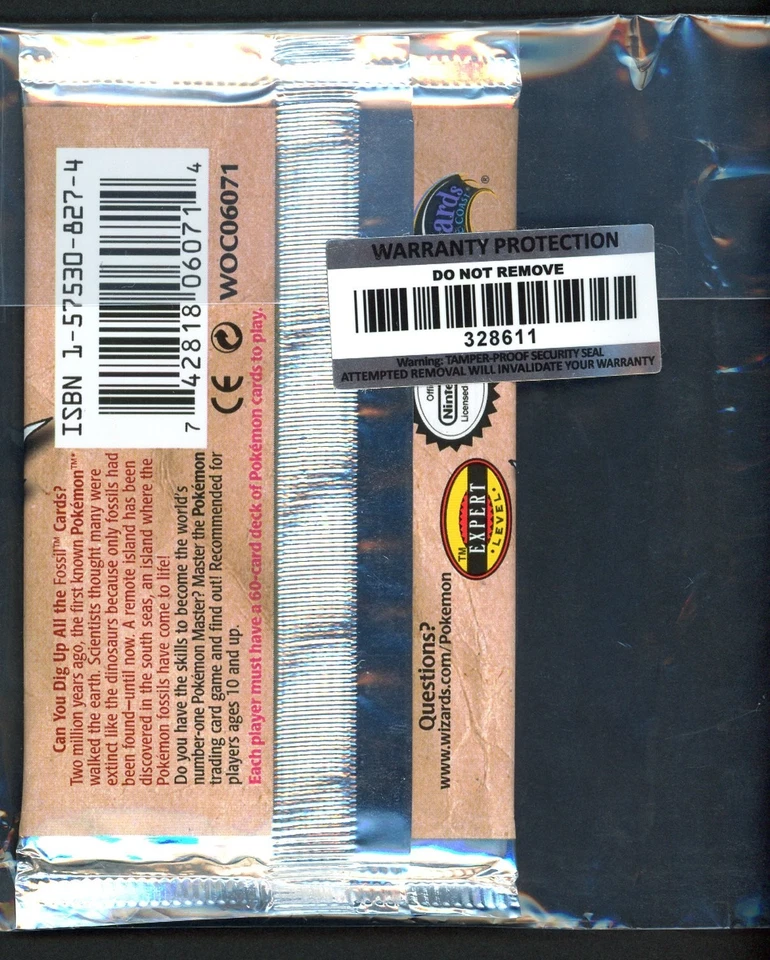 Can You Dig Up All the Fossil™ Cards?
Two million years ago, the first known Pokémon™*
walked the earth. Scientists thought many were
extinct like the dinosaurs because only fossils had
been found—until now. A remote island has been
discovered in the south seas, an island where the
Pokémon fossils have come to life!
Do you have the skills to become the world's
number-one Pokémon Master? Master the Pokémon
trading card game and find out! Recommended for
players ages 10 and up.
Each player must have a 60-card deck of Pokémon cards to play.
ISBN 1-57530-827-4
7 42818 06071 4
CE WOC06071
ards ®
COAST
WARRANTY PROTECTION
DO NOT REMOVE
328611
Warning: TAMPER-PROOF SECURITY SEAL
ATTEMPTED REMOVAL WILL INVALIDATE YOUR WARRANTY
Licensed
TM
EXPERT
LEVEL
Questions?
www.wizards.com/Pokemon